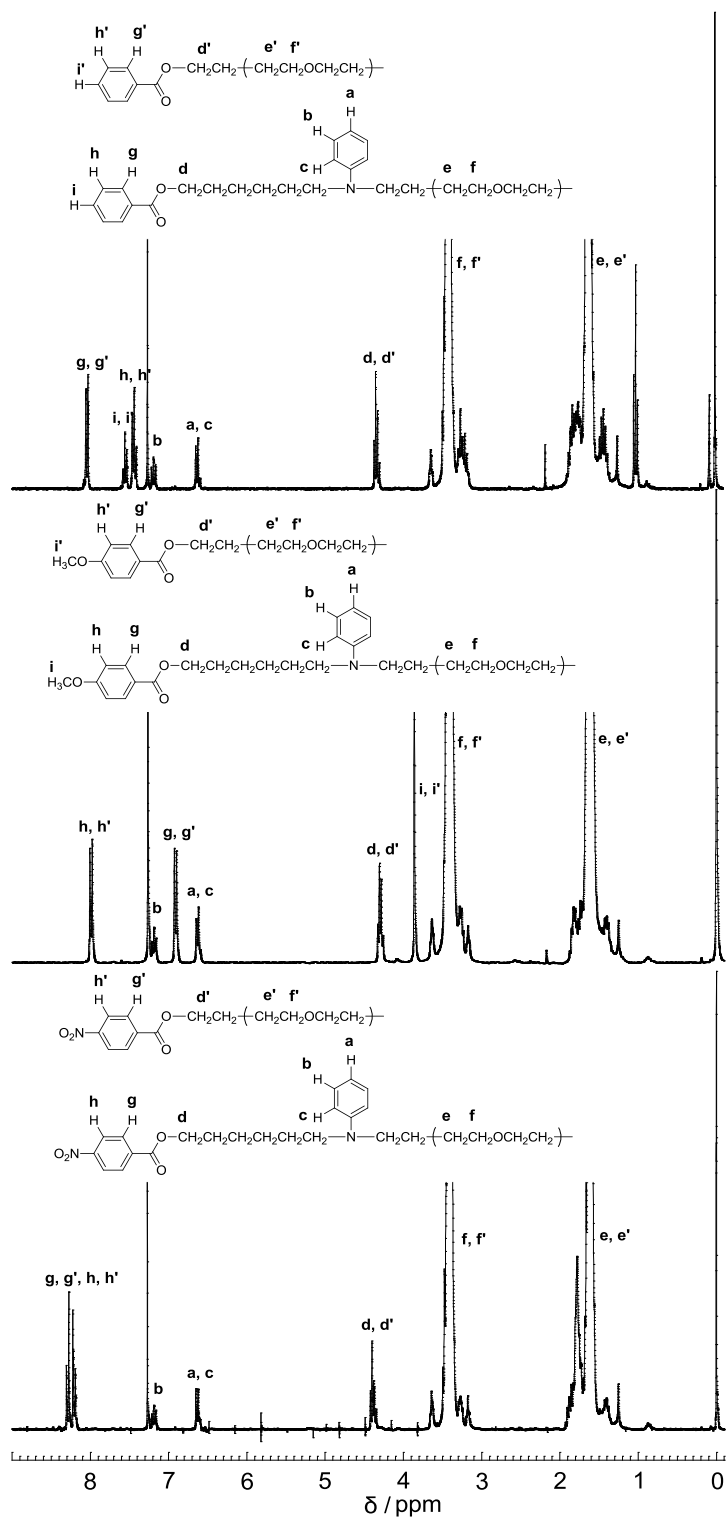 h' g'
i' H H H d' e' f'
O–CH2CH2–(CH2CH2OCH2CH2)–
O
a
b H
H
h g d c H e f
i H H H O–CH2CH2CH2CH2CH2CH2–N–CH2CH2–(CH2CH2OCH2CH2)–
O
f, f' e, e'
g, g' h, h' d, d'
i, i' b a, c
h' g'
H H d' e' f'
i' H3CO O–CH2CH2–(CH2CH2OCH2CH2)–
O
a
b H
H
h g d c H e f
H H
i H3CO O–CH2CH2CH2CH2CH2CH2–N–CH2CH2–(CH2CH2OCH2CH2)–
O
f, f' e, e'
i, i'
h, h' g, g' d, d'
b a, c
h' g'
H H d' e' f'
O2N O–CH2CH2–(CH2CH2OCH2CH2)–
O
a
b H
H
h g d c H e f
H H
O2N O–CH2CH2CH2CH2CH2CH2–N–CH2CH2–(CH2CH2OCH2CH2)–
O
f, f' e, e'
g, g', h, h'
d, d'
b a, c
8 7 6 5 4 3 2 1 0
δ / ppm